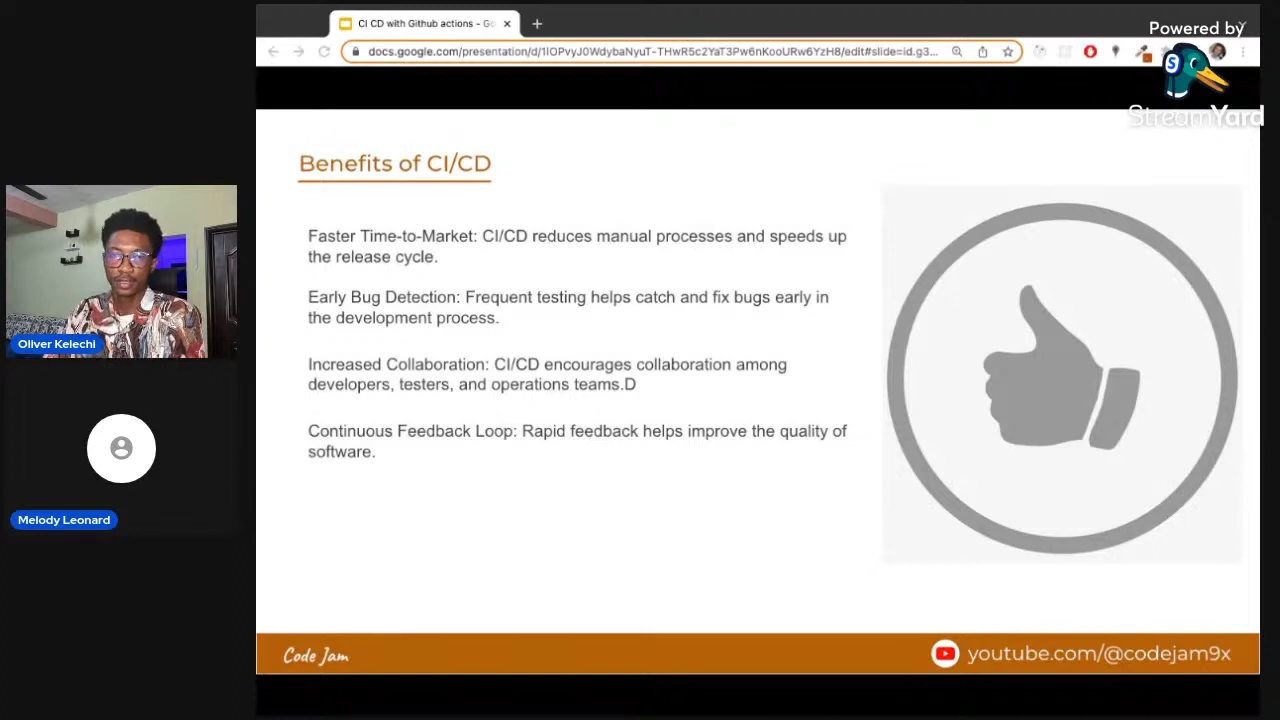 CI CD with Github actions - Go
docs.google.com/presentation/d/1lOPvyJ0WdybaNyuT-THwR5c2YaT3Pw6nKooURw6YzH8/edit#slide=id.g3...
Powered by
StreamYard
Benefits of CI/CD
Faster Time-to-Market: CI/CD reduces manual processes and speeds up
the release cycle.
Early Bug Detection: Frequent testing helps catch and fix bugs early in
the development process.
Increased Collaboration: CI/CD encourages collaboration among
developers, testers, and operations teams.D
Continuous Feedback Loop: Rapid feedback helps improve the quality of
software.
Oliver Kelechi
Melody Leonard
Code Jam
youtube.com/@codejam9x